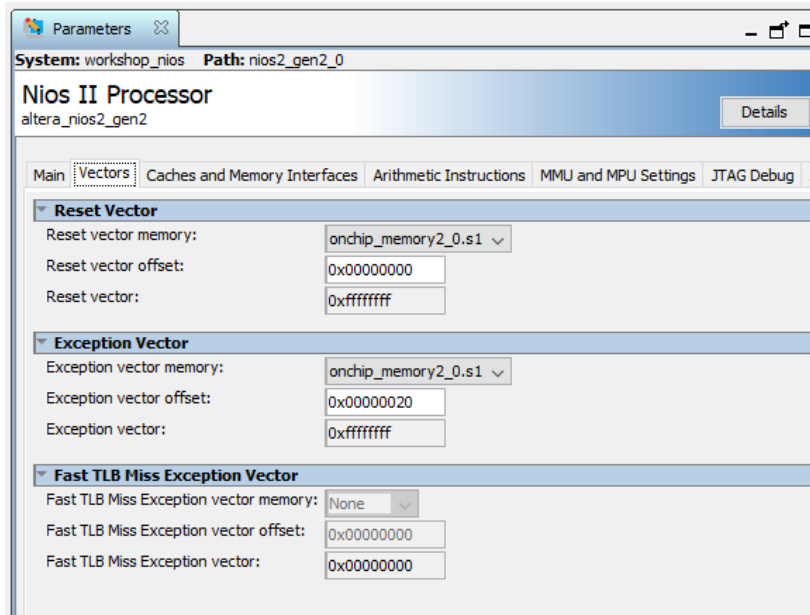 Parameters
System: workshop_nios Path: nios2_gen2_0
Nios II Processor
altera_nios2_gen2
Details
Main Vectors Caches and Memory Interfaces Arithmetic Instructions MMU and MPU Settings JTAG Debug
Reset Vector
Reset vector memory: onchip_memory2_0.s1
Reset vector offset: 0x00000000
Reset vector: 0xffffffff
Exception Vector
Exception vector memory: onchip_memory2_0.s1
Exception vector offset: 0x00000020
Exception vector: 0xffffffff
Fast TLB Miss Exception Vector
Fast TLB Miss Exception vector memory: None
Fast TLB Miss Exception vector offset: 0x00000000
Fast TLB Miss Exception vector: 0x00000000